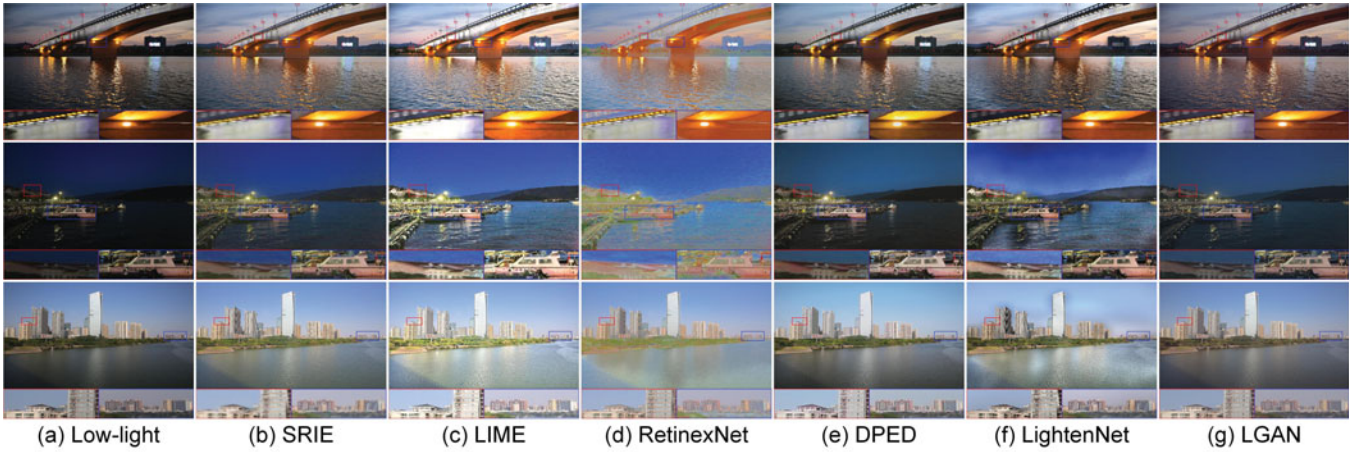 (a) Low-light
(b) SRIE
(c) LIME
(d) RetinexNet
(e) DPED
(f) LightenNet
(g) LGAN